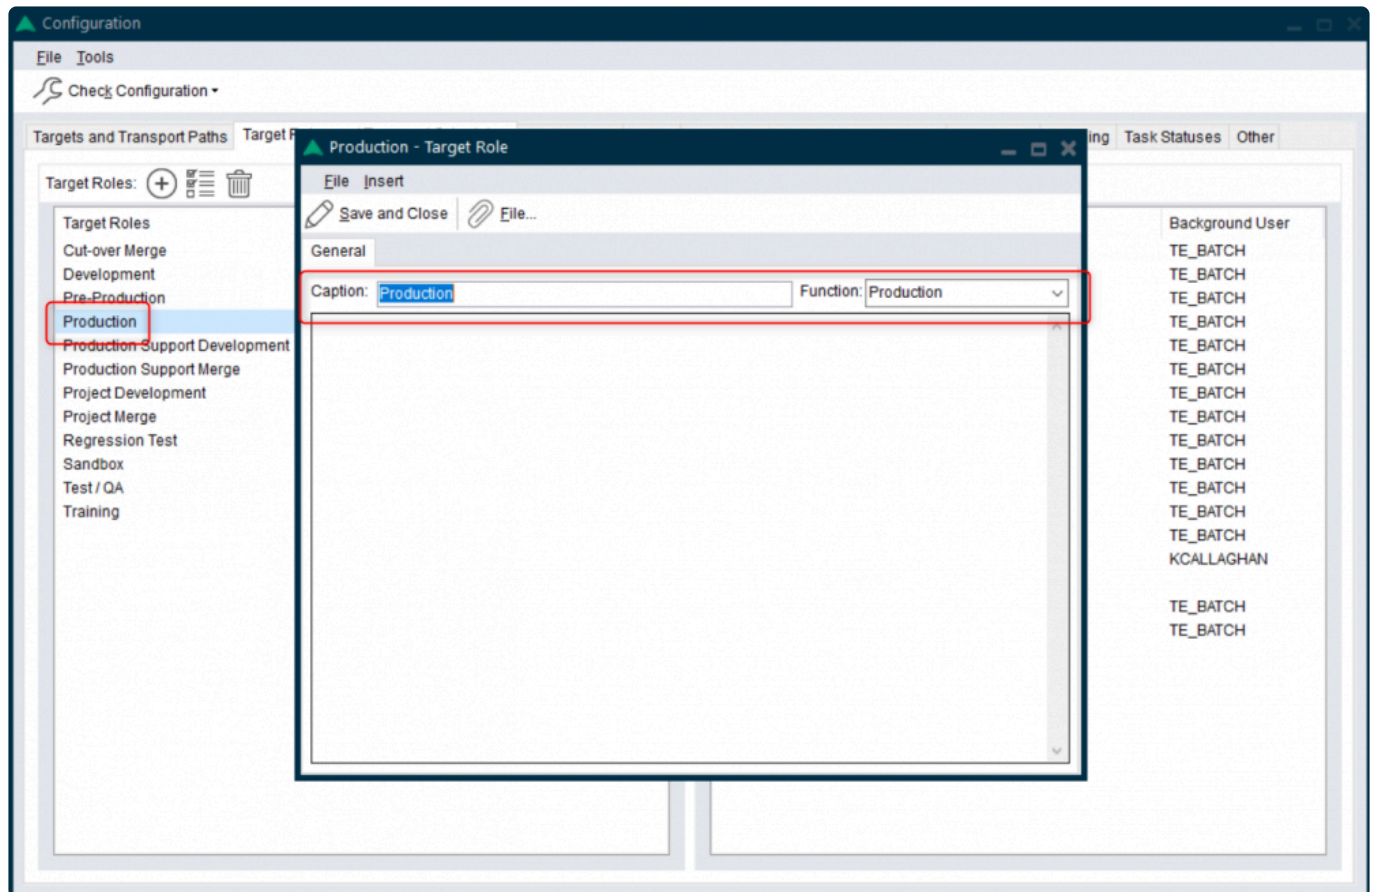 Configuration
File Tools
Check Configuration
Targets and Transport Paths Target Task Statuses Other
Production - Target Role
Target Roles:
File Insert
Save and Close File...
General
Caption: Production Function: Production
Target Roles
Cut-over Merge
Development
Pre-Production
Production
Production Support Development
Production Support Merge
Project Development
Project Merge
Regression Test
Sandbox
Test / QA
Training
Background User
TE_BATCH
TE_BATCH
TE_BATCH
TE_BATCH
TE_BATCH
TE_BATCH
TE_BATCH
TE_BATCH
TE_BATCH
TE_BATCH
TE_BATCH
TE_BATCH
TE_BATCH
KCALLAGHAN
TE_BATCH
TE_BATCH